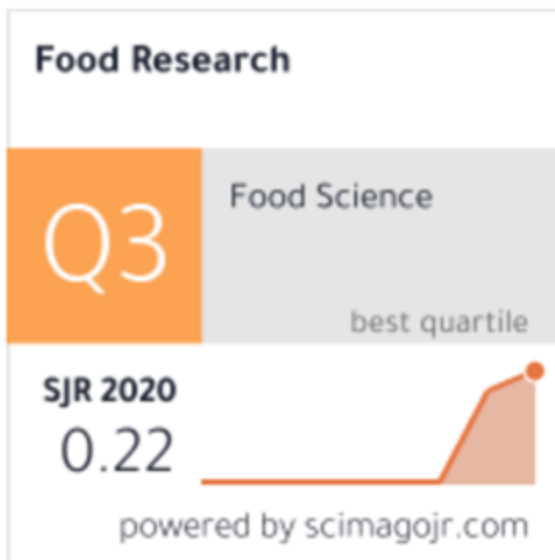 Food Research
Q3
Food Science
best quartile
SJR 2020
0.22
powered by scimagojr.com